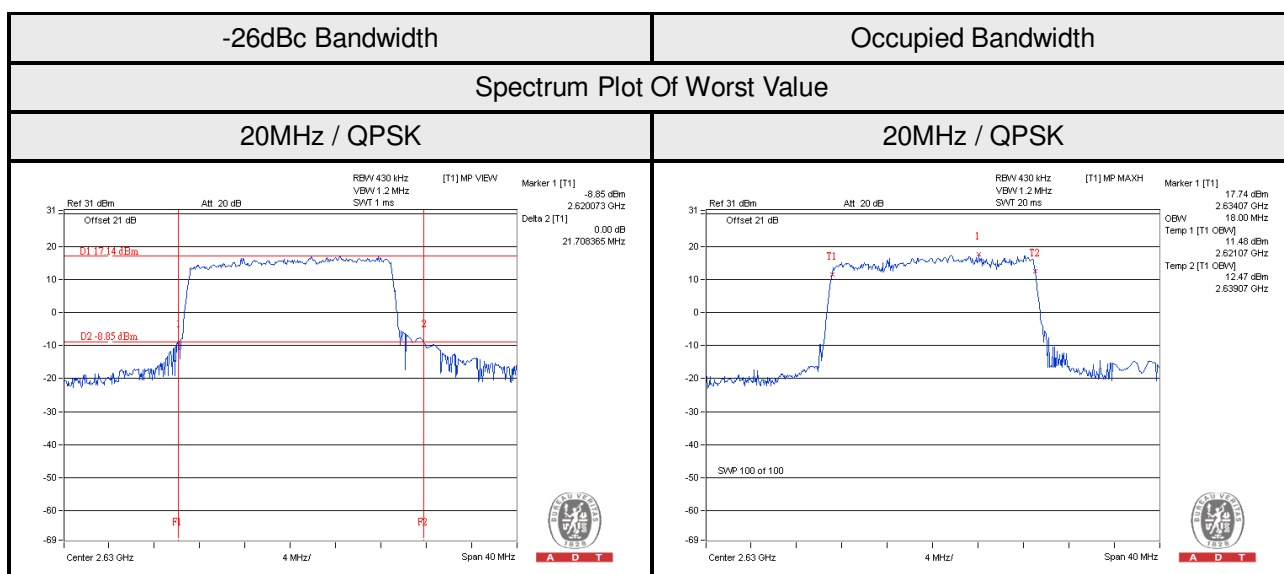 -26dBc Bandwidth
Occupied Bandwidth
Spectrum Plot Of Worst Value
20MHz / QPSK
20MHz / QPSK
RBW 430 kHz
[T1] MP VIEW
VBW 1.2 MHz
Ref 31 dBm
Att 20 dB
SWT 1 ms
Marker 1 [T1]
-8.85 dBm
2.620073 GHz
Delta 2 [T1]
0.00 dB
21.708365 MHz
31
Offset 21 dB
20
D1 17.14 dBm
10
0
1
2
D2 -8.85 dBm
-10
-20
-30
-40
-50
-60
F1
F2
-69
Center 2.63 GHz
4 MHz/
Span 40 MHz
BUREAU VERITAS
1828
A D T
RBW 430 kHz
[T1] MP MAXH
VBW 1.2 MHz
Ref 31 dBm
Att 20 dB
SWT 20 ms
Marker 1 [T1]
17.74 dBm
2.63407 GHz
OBW 18.00 MHz
Temp 1 [T1 OBW]
11.48 dBm
2.62107 GHz
Temp 2 [T1 OBW]
12.47 dBm
2.63907 GHz
31
Offset 21 dB
1
20
T1
T2
10
0
-10
-20
-30
-40
SWP 100 of 100
-50
-60
-69
Center 2.63 GHz
4 MHz/
Span 40 MHz
BUREAU VERITAS
1828
A D T